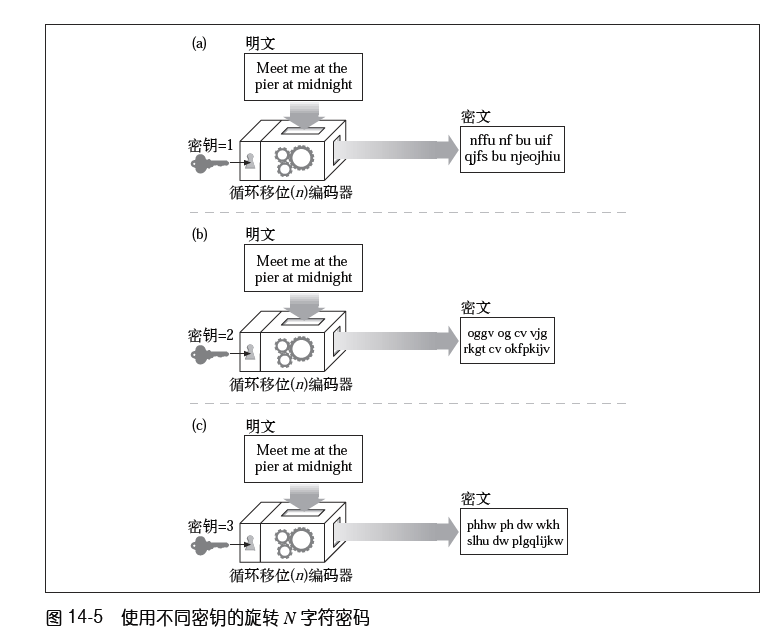 (a) 明文
Meet me at the
pier at midnight
密文
密钥=1
nffu nf bu uif
qjfs bu njeojhiu
循环移位(n)编码器
(b) 明文
Meet me at the
pier at midnight
密文
密钥=2
oggv og cv vjg
rkgt cv okfpkijv
循环移位(n)编码器
(c) 明文
Meet me at the
pier at midnight
密文
密钥=3
phhw ph dw wkh
slhu dw plgqlijkw
循环移位(n)编码器
图 14-5 使用不同密钥的旋转 N 字符密码